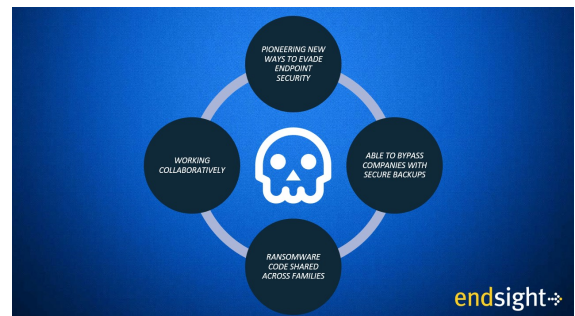 PIONEERING NEW
WAYS TO EVADE
ENDPOINT
SECURITY
WORKING
COLLABORATIVELY
ABLE TO BYPASS
COMPANIES WITH
SECURE BACKUPS
RANSOMWARE
CODE SHARED
ACROSS FAMILIES
endsight